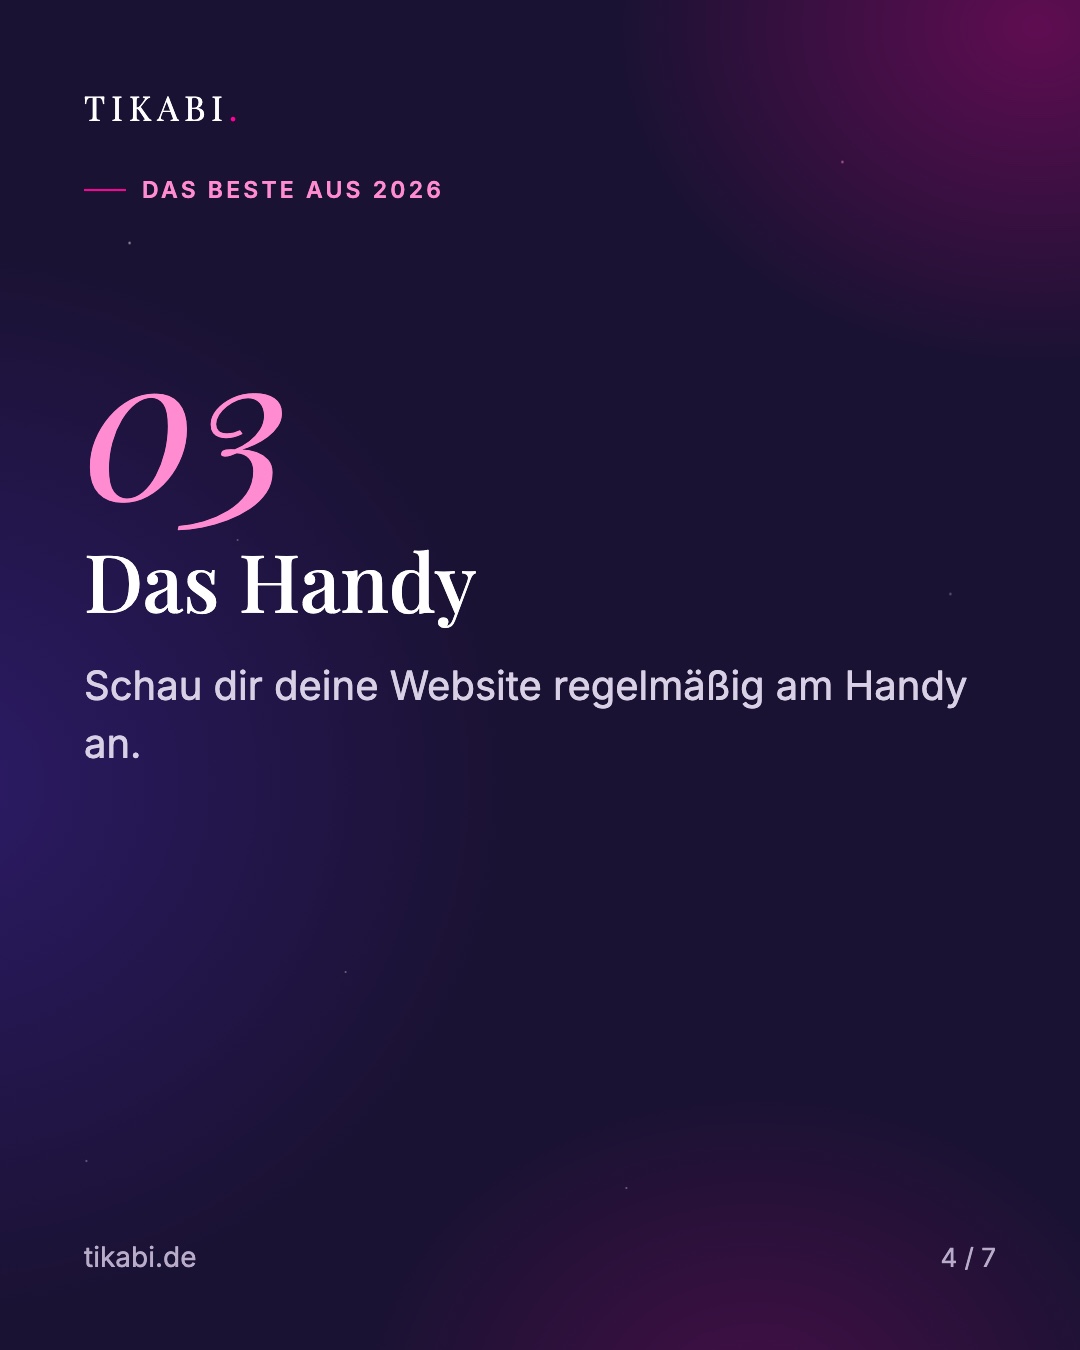 TIKABI.
DAS BESTE AUS 2026
03
Das Handy
Schau dir deine Website regelmäßig am Handy
an.
tikabi.de
4 / 7